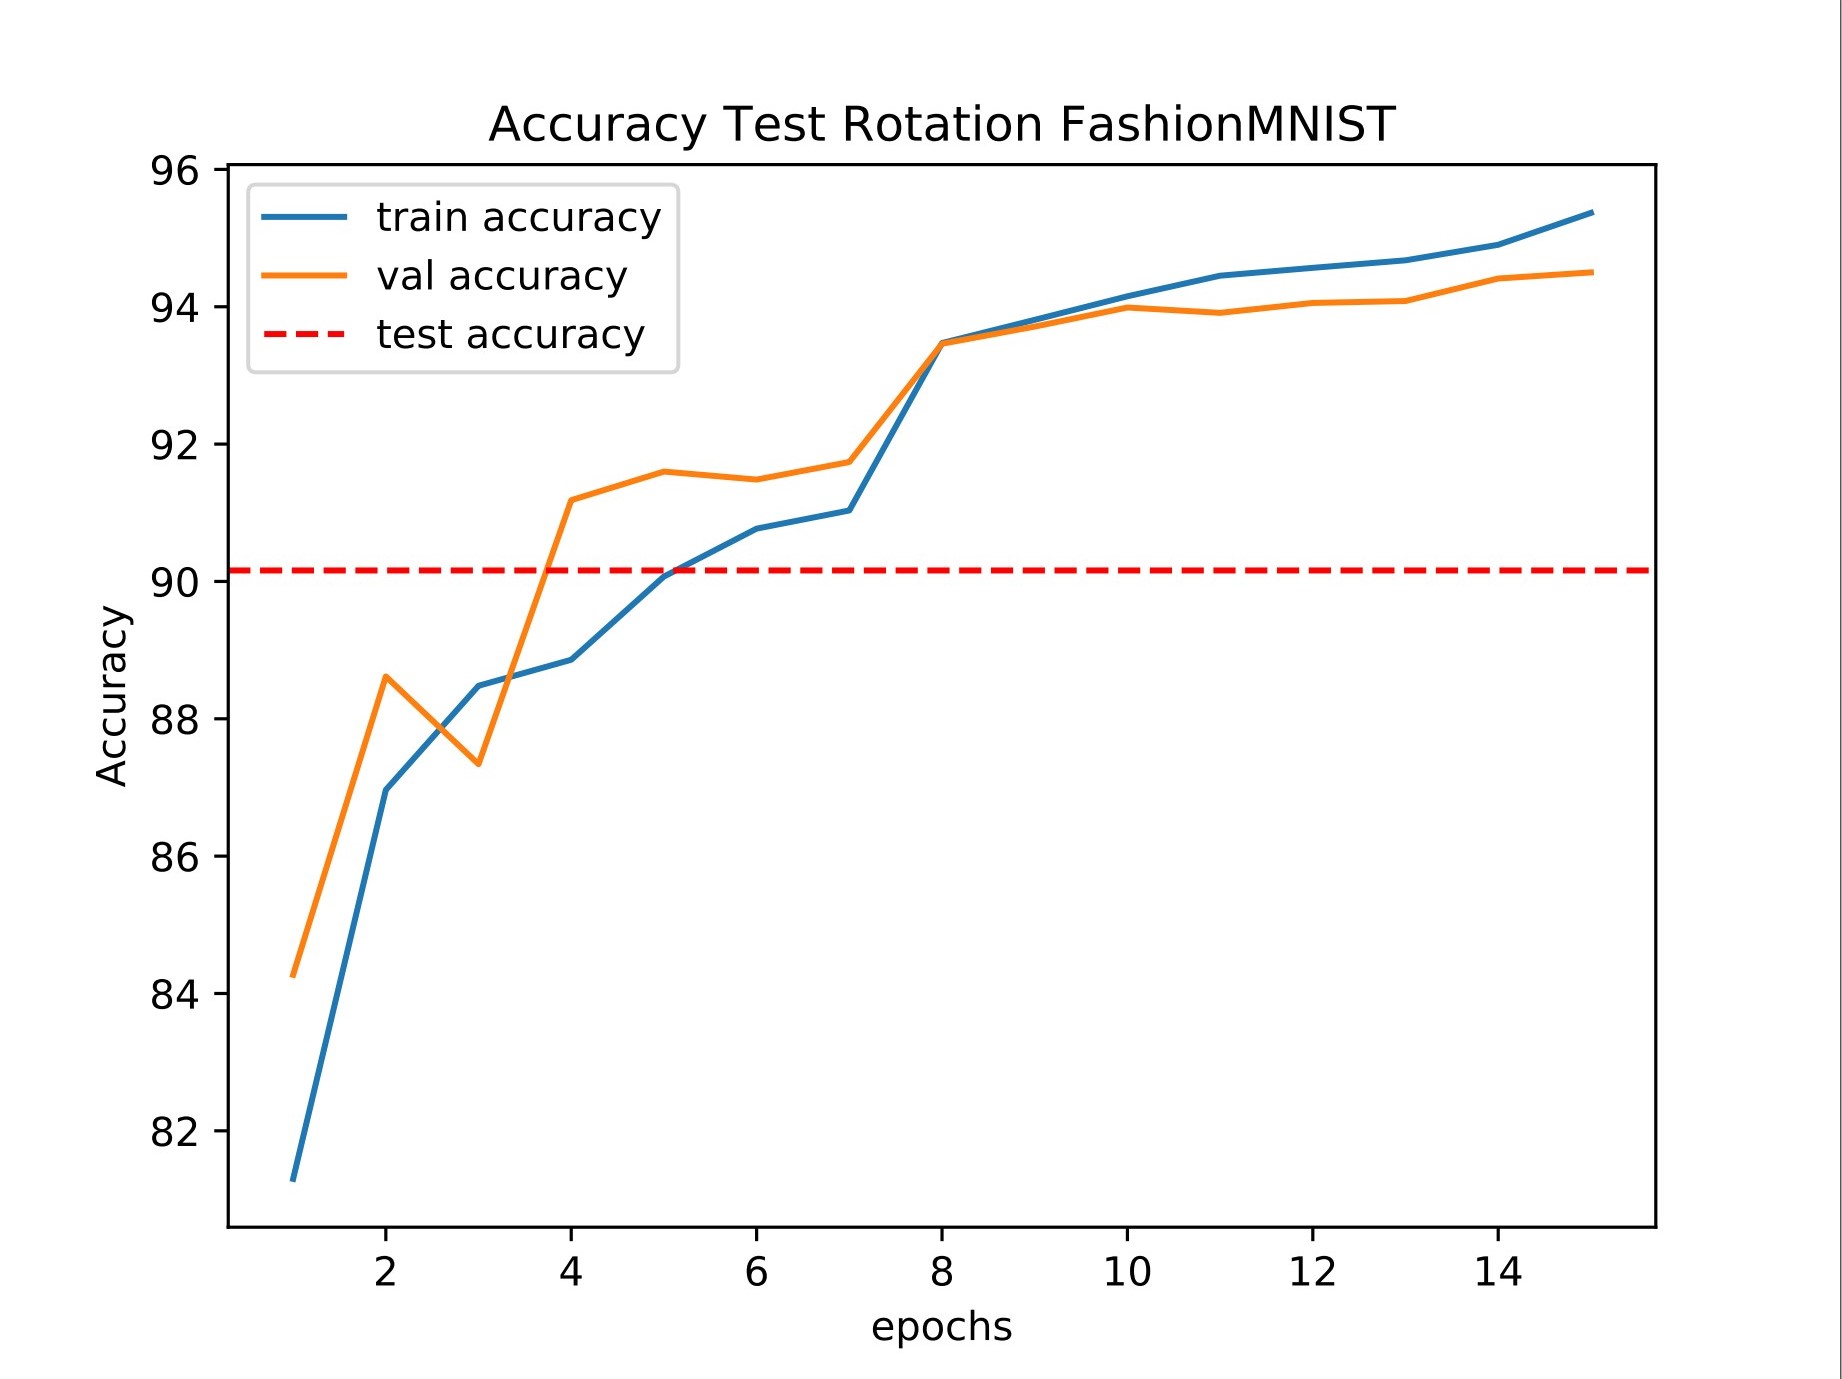 Accuracy Test Rotation FashionMNIST
train accuracy
val accuracy
test accuracy
96
94
92
90
88
86
84
82
Accuracy
2 4 6 8 10 12 14
epochs